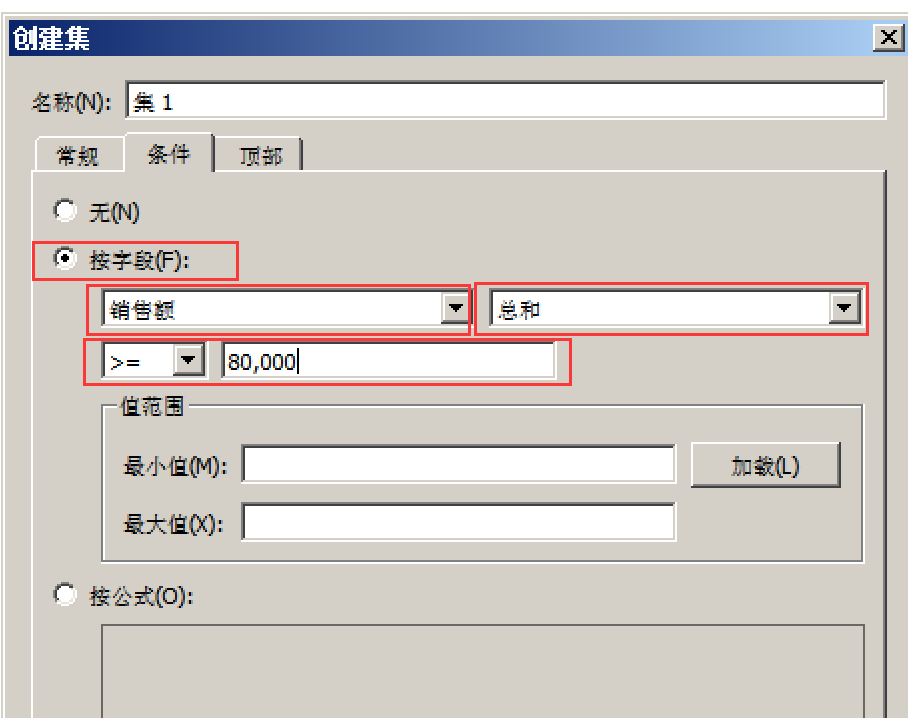 创建集
名称(N): 集 1
常规 条件 顶部
无(N)
按字段(F):
销售额 总和
>= 80,000
值范围
最小值(M): 加载(L)
最大值(X):
按公式(O):